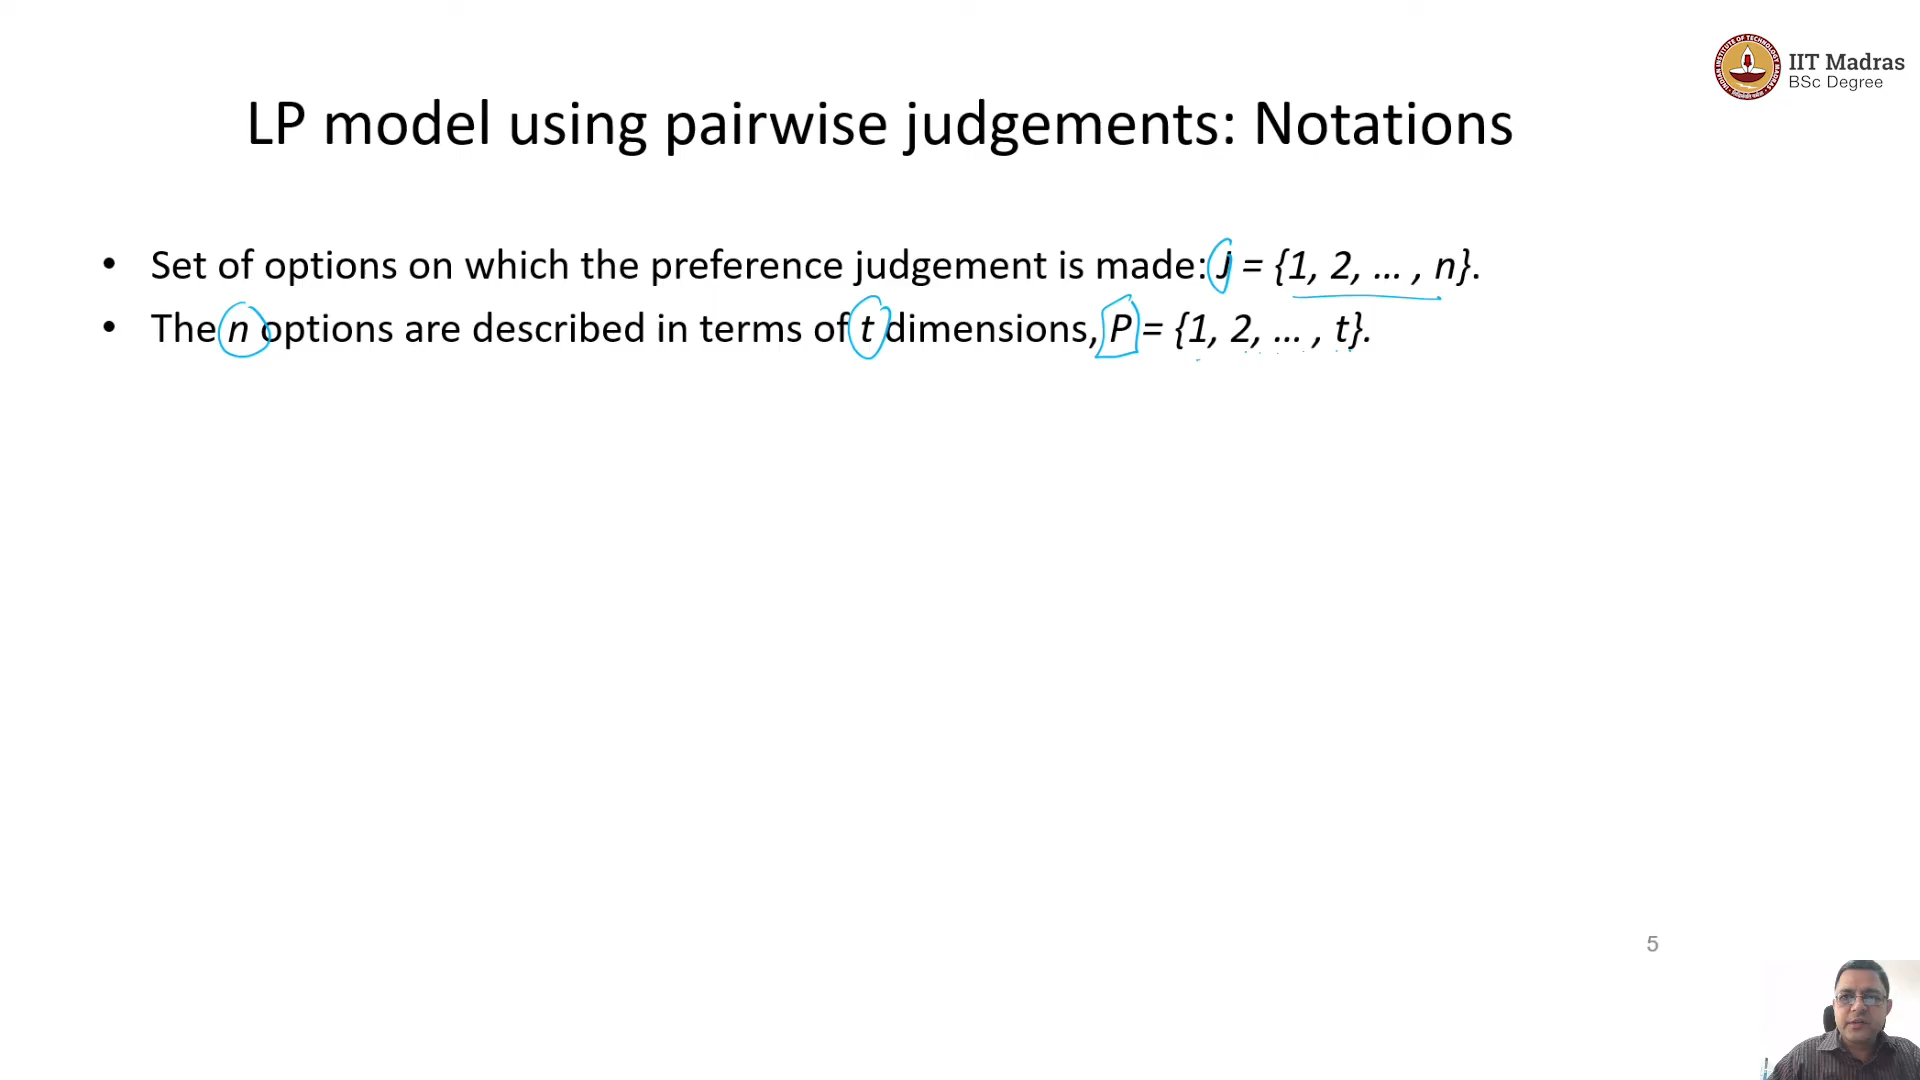 IIT Madras
BSc Degree
LP model using pairwise judgements: Notations
• Set of options on which the preference judgement is made: J = {1, 2, ... , n}.
• The n options are described in terms of t dimensions, P = {1, 2, ... , t}.
5